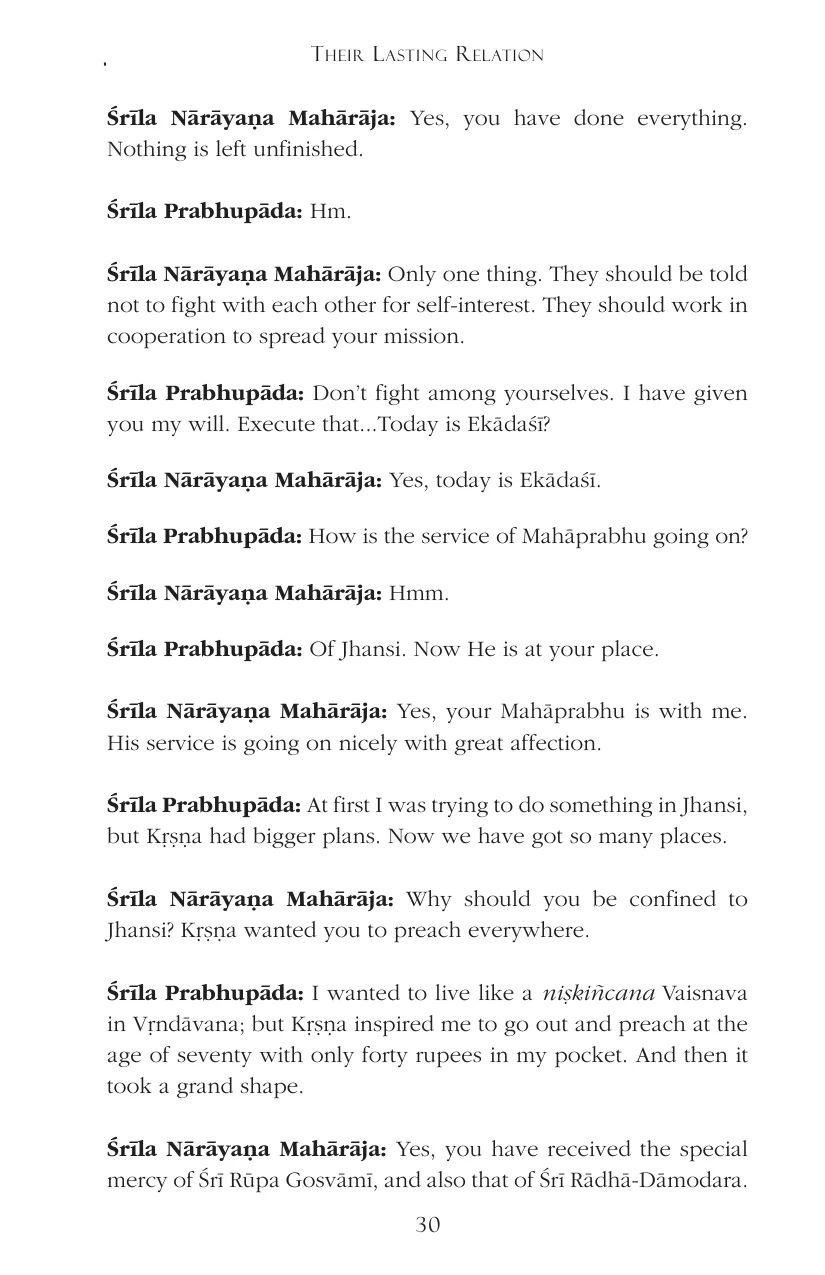 Their Lasting Relation
Śrīla Nārāyaṇa Mahārāja: Yes, you have done everything.
Nothing is left unfinished.
Śrīla Prabhupāda: Hm.
Śrīla Nārāyaṇa Mahārāja: Only one thing. They should be told
not to fight with each other for self-interest. They should work in
cooperation to spread your mission.
Śrīla Prabhupāda: Don’t fight among yourselves. I have given
you my will. Execute that...Today is Ekādaśī?
Śrīla Nārāyaṇa Mahārāja: Yes, today is Ekādaśī.
Śrīla Prabhupāda: How is the service of Mahāprabhu going on?
Śrīla Nārāyaṇa Mahārāja: Hmm.
Śrīla Prabhupāda: Of Jhansi. Now He is at your place.
Śrīla Nārāyaṇa Mahārāja: Yes, your Mahāprabhu is with me.
His service is going on nicely with great affection.
Śrīla Prabhupāda: At first I was trying to do something in Jhansi,
but Kṛṣṇa had bigger plans. Now we have got so many places.
Śrīla Nārāyaṇa Mahārāja: Why should you be confined to
Jhansi? Kṛṣṇa wanted you to preach everywhere.
Śrīla Prabhupāda: I wanted to live like a niṣkiñcana Vaisnava
in Vṛndāvana; but Kṛṣṇa inspired me to go out and preach at the
age of seventy with only forty rupees in my pocket. And then it
took a grand shape.
Śrīla Nārāyaṇa Mahārāja: Yes, you have received the special
mercy of Śrī Rūpa Gosvāmī, and also that of Śrī Rādhā-Dāmodara.
30